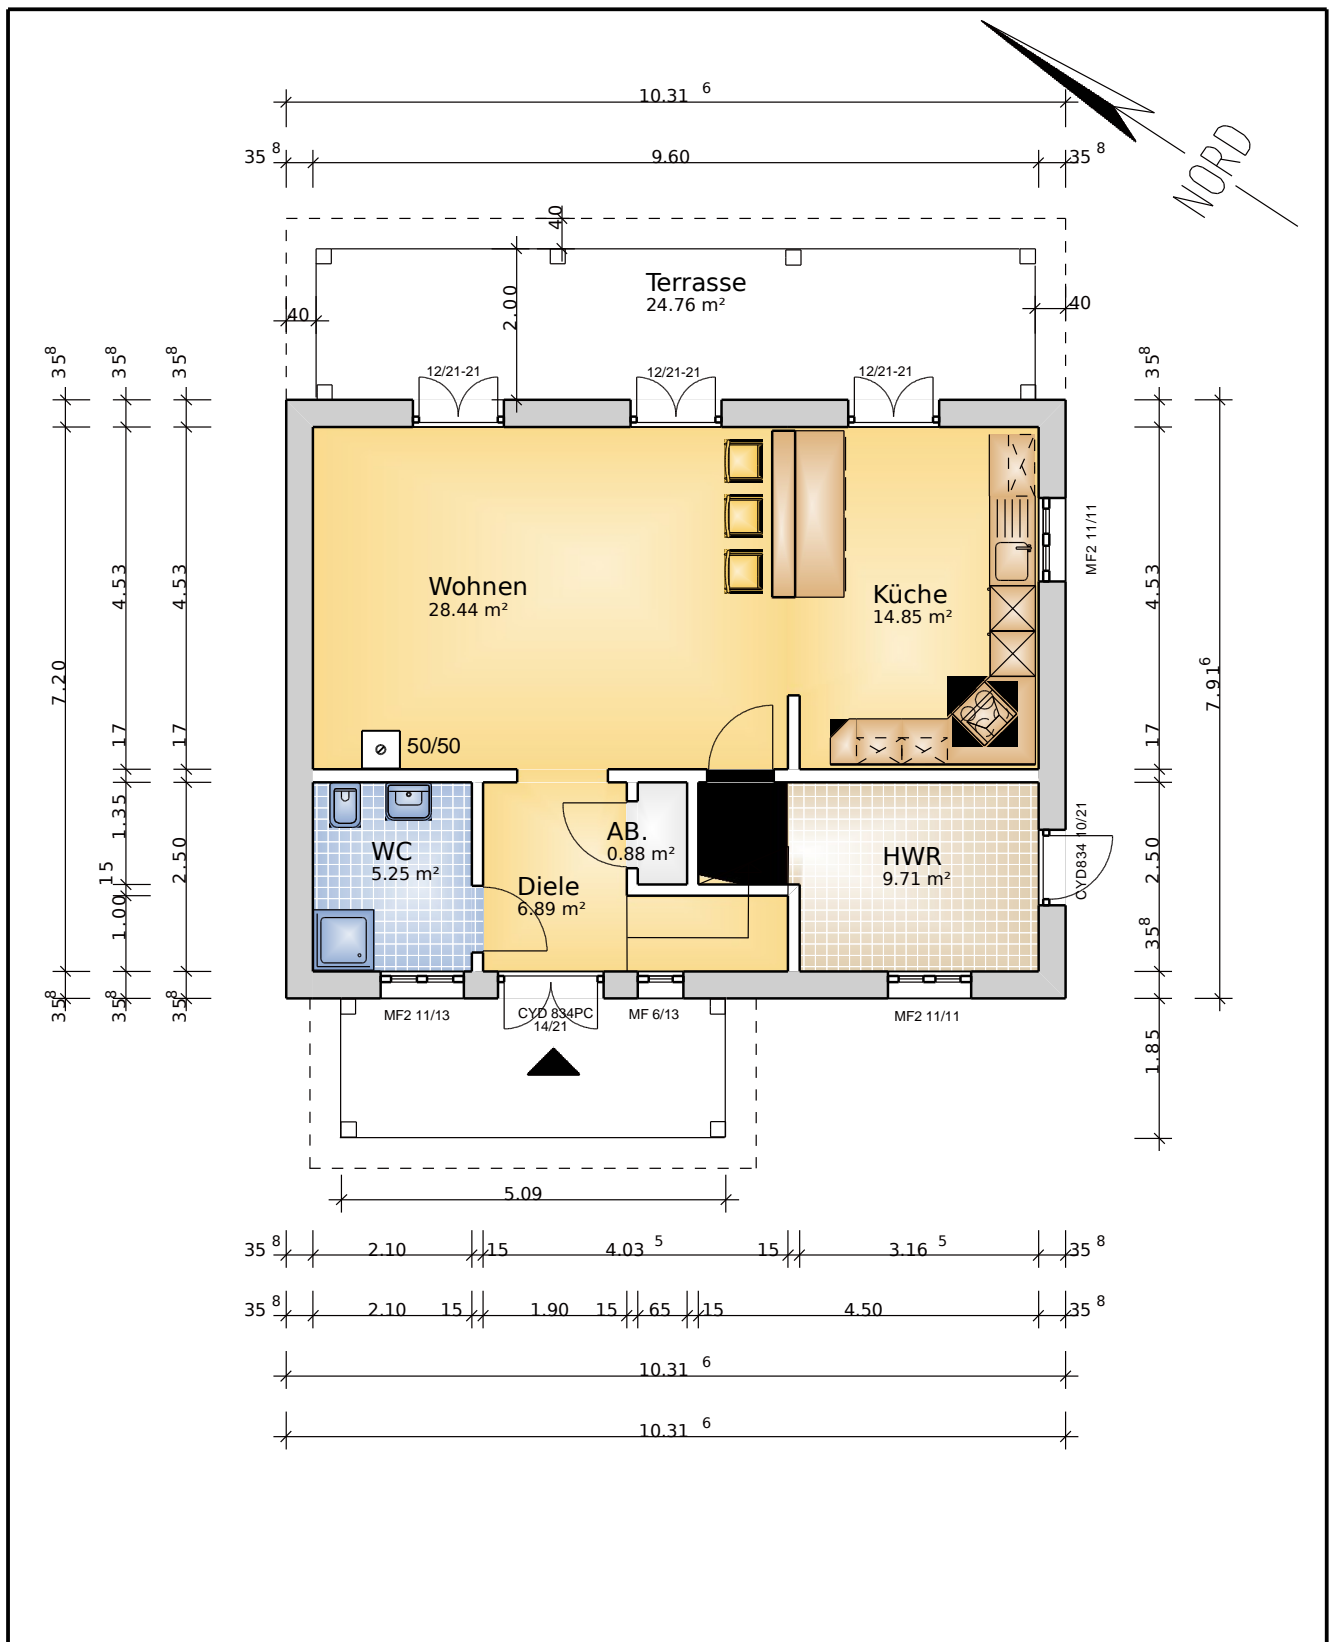 10.31 6
35 8
9.60
35 8
NORD
40
Terrasse
24.76 m²
2.00
40
40
12/21-21
12/21-21
12/21-21
35 8
35 8
35 8
35 8
MF2 11/11
4.53
4.53
4.53
Wohnen
28.44 m²
Küche
14.85 m²
7.20
7.91 6
17
17
17
50/50
1.35
2.50
15
1.00
AB.
0.88 m²
WC
5.25 m²
HWR
9.71 m²
Diele
6.89 m²
CYD834 10/21
2.50
35 8
35 8
35 8
35 8
MF2 11/13
CYD 834PC
14/21
MF 6/13
MF2 11/11
1.85
5.09
35 8
2.10
15
4.03 5
15
3.16 5
35 8
35 8
2.10
15
1.90
15
65
15
4.50
35 8
10.31 6
10.31 6